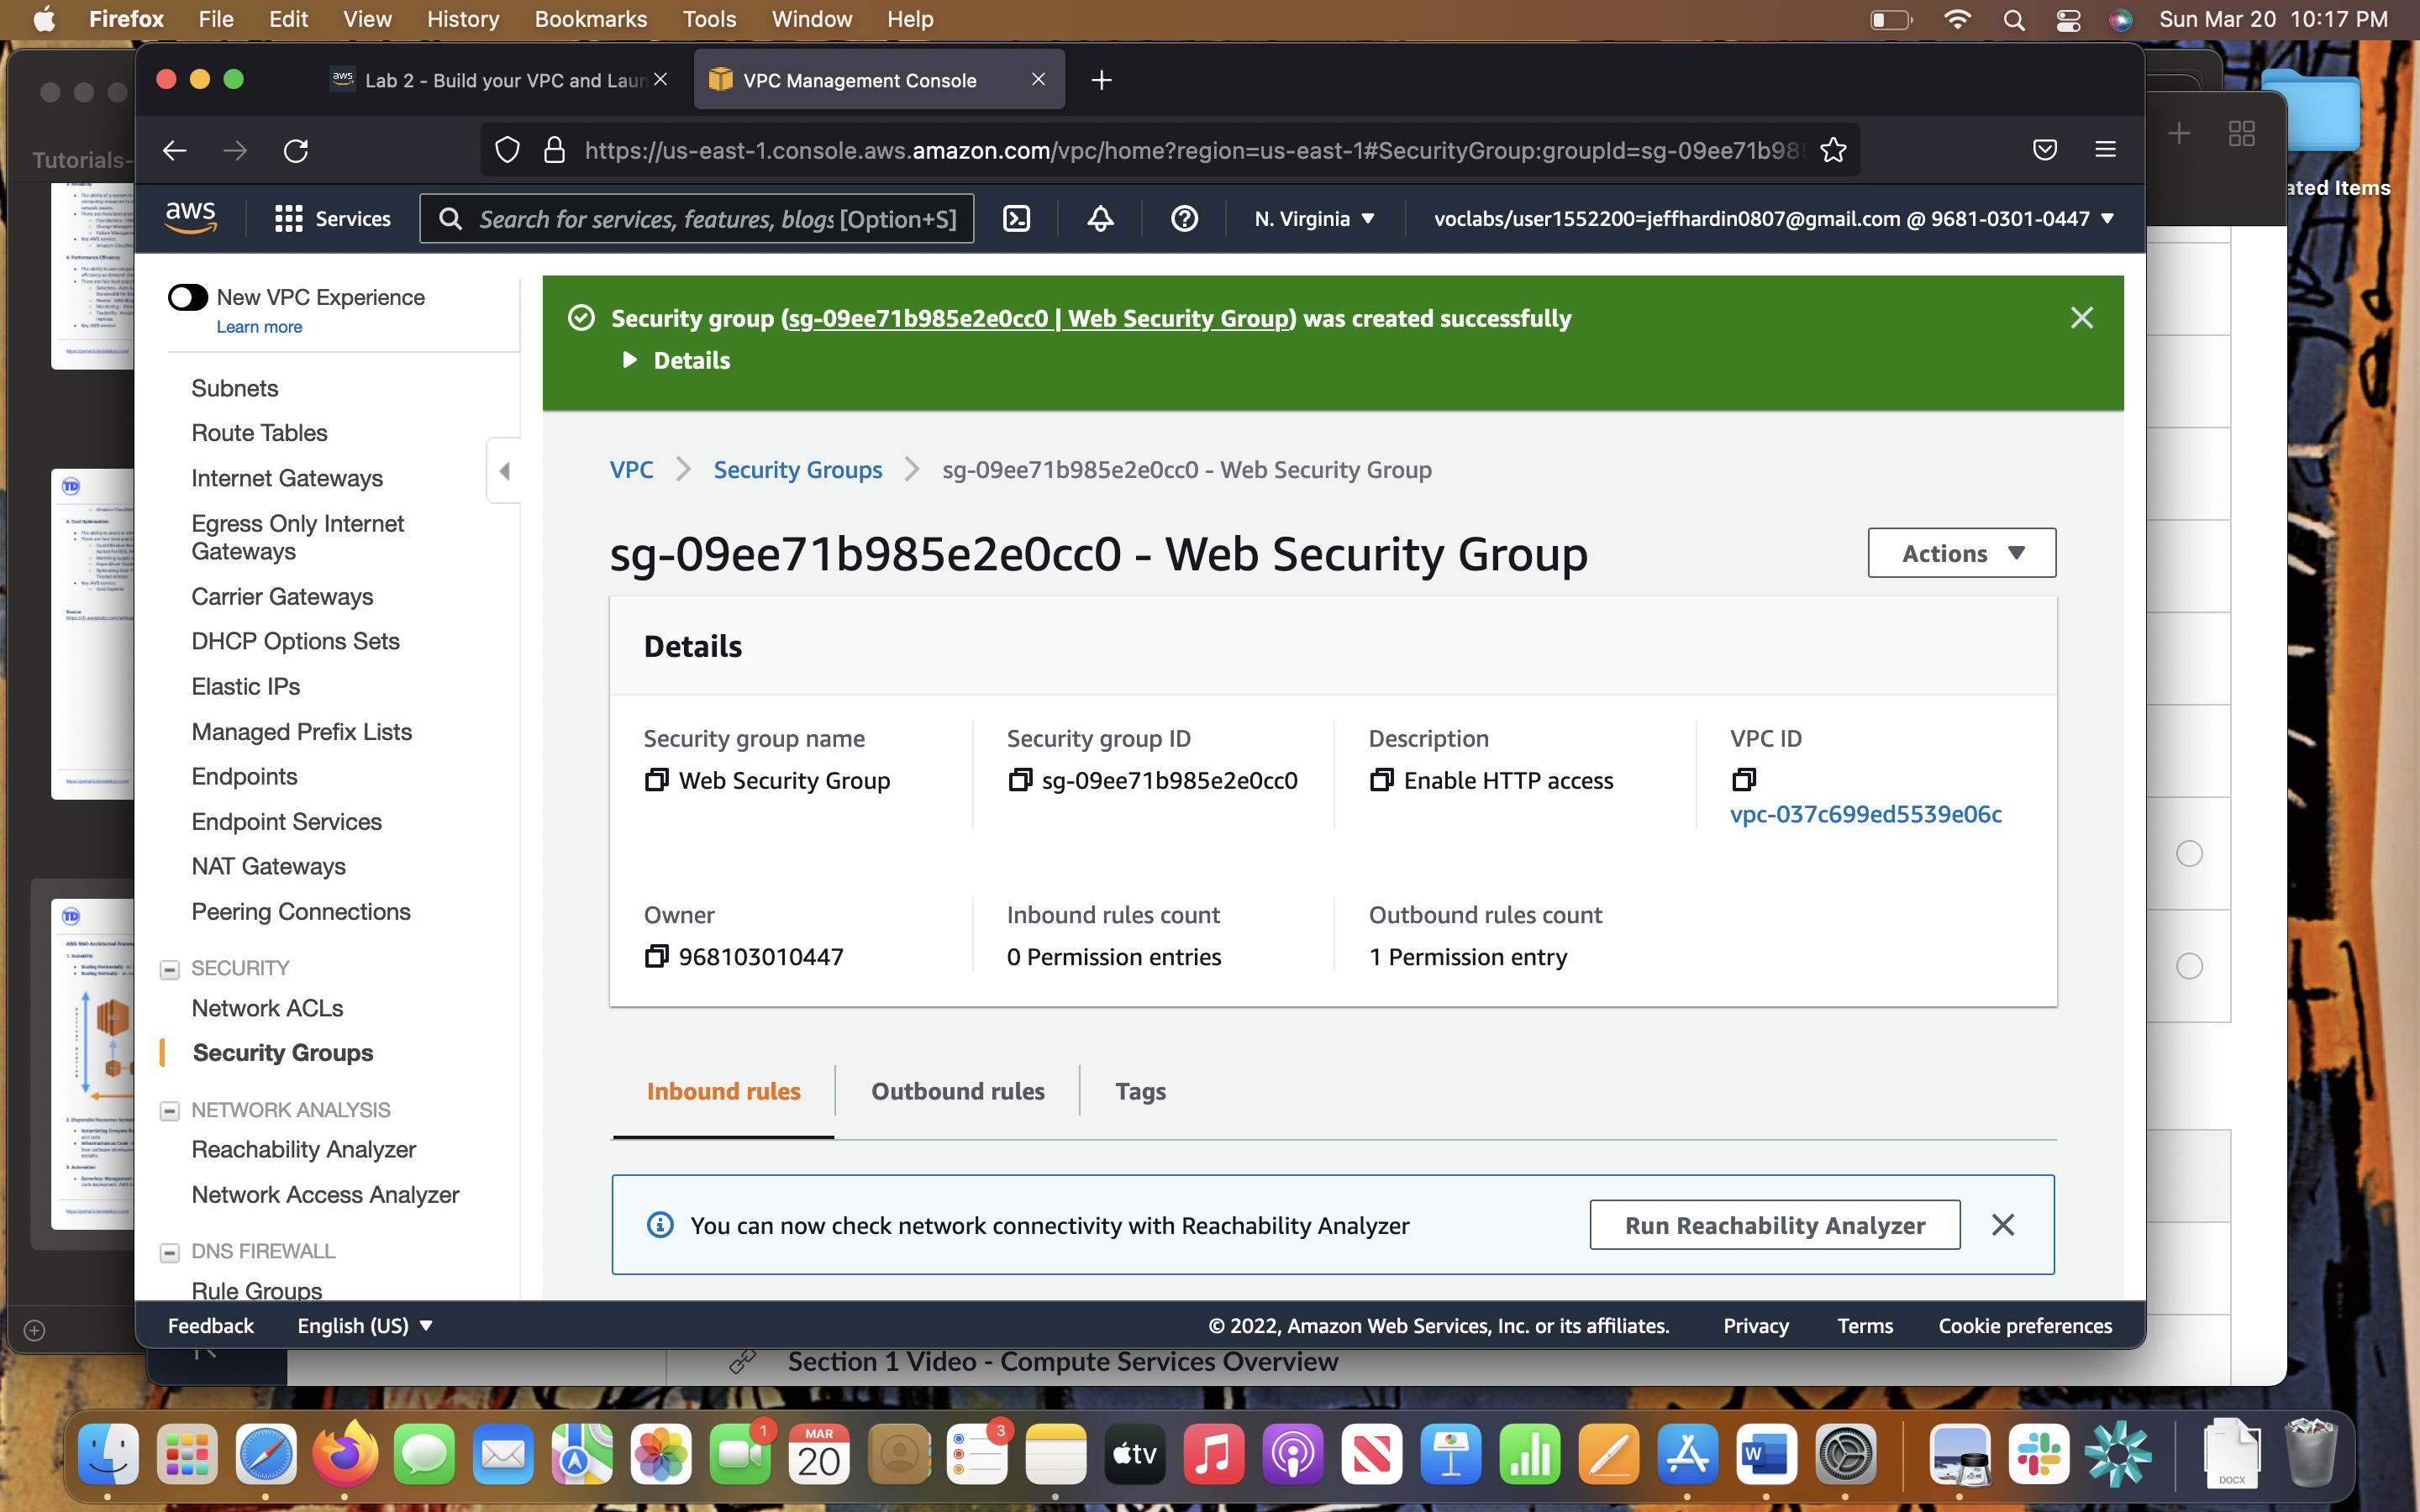 Firefox File Edit View History Bookmarks Tools Window Help Sun Mar 20 10:17 PM
aws Lab 2 - Build your VPC and Laun VPC Management Console
Tutorials-
https://us-east-1.console.aws.amazon.com/vpc/home?region=us-east-1#SecurityGroup:groupId=sg-09ee71b985
ated Items
aws Services Search for services, features, blogs [Option+S] N. Virginia voclabs/user1552200=jeffhardin0807@gmail.com @ 9681-0301-0447
New VPC Experience
Learn more
Subnets
Route Tables
Internet Gateways
Egress Only Internet
Gateways
Carrier Gateways
DHCP Options Sets
Elastic IPs
Managed Prefix Lists
Endpoints
Endpoint Services
NAT Gateways
Peering Connections
SECURITY
Network ACLs
Security Groups
NETWORK ANALYSIS
Reachability Analyzer
Network Access Analyzer
DNS FIREWALL
Rule Groups
Security group (sg-09ee71b985e2e0cc0 | Web Security Group) was created successfully
Details
VPC Security Groups sg-09ee71b985e2e0cc0 - Web Security Group
sg-09ee71b985e2e0cc0 - Web Security Group
Actions
Details
Security group name
Web Security Group
Security group ID
sg-09ee71b985e2e0cc0
Description
Enable HTTP access
VPC ID
vpc-037c699ed5539e06c
Owner
968103010447
Inbound rules count
0 Permission entries
Outbound rules count
1 Permission entry
Inbound rules Outbound rules Tags
You can now check network connectivity with Reachability Analyzer
Run Reachability Analyzer
Feedback English (US) © 2022, Amazon Web Services, Inc. or its affiliates. Privacy Terms Cookie preferences
Section 1 Video - Compute Services Overview
1
MAR
20
3
tv
W
DOCX